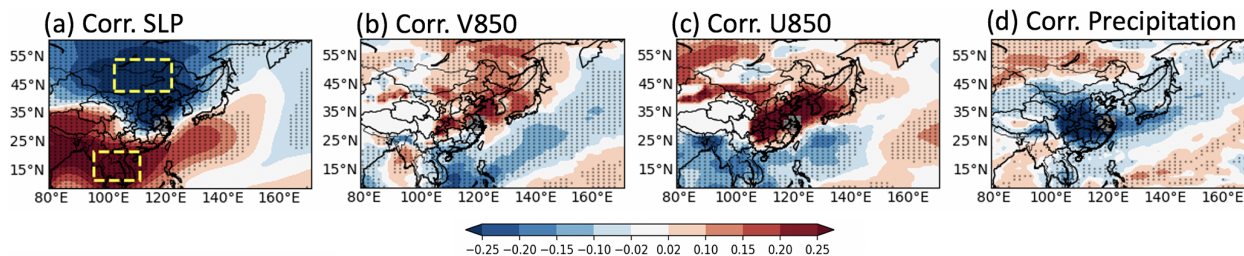 (a) Corr. SLP
(b) Corr. V850
(c) Corr. U850
(d) Corr. Precipitation
55°N
45°N
35°N
25°N
15°N
80°E 100°E 120°E 140°E 160°E
55°N
45°N
35°N
25°N
15°N
80°E 100°E 120°E 140°E 160°E
55°N
45°N
35°N
25°N
15°N
80°E 100°E 120°E 140°E 160°E
55°N
45°N
35°N
25°N
15°N
80°E 100°E 120°E 140°E 160°E
−0.25 −0.20 −0.15 −0.10 −0.02 0.02 0.10 0.15 0.20 0.25